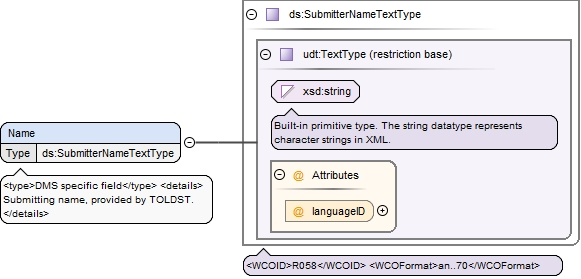 ds:SubmitterNameTextType
udt:TextType (restriction base)
xsd:string
Built-in primitive type. The string datatype represents
character strings in XML.
Name
Type ds:SubmitterNameTextType
<type>DMS specific field</type> <details>
Submitting name, provided by TOLDST.
</details>
@ Attributes
@ languageID
<WCOID>R058</WCOID> <WCOFormat>an..70</WCOFormat>